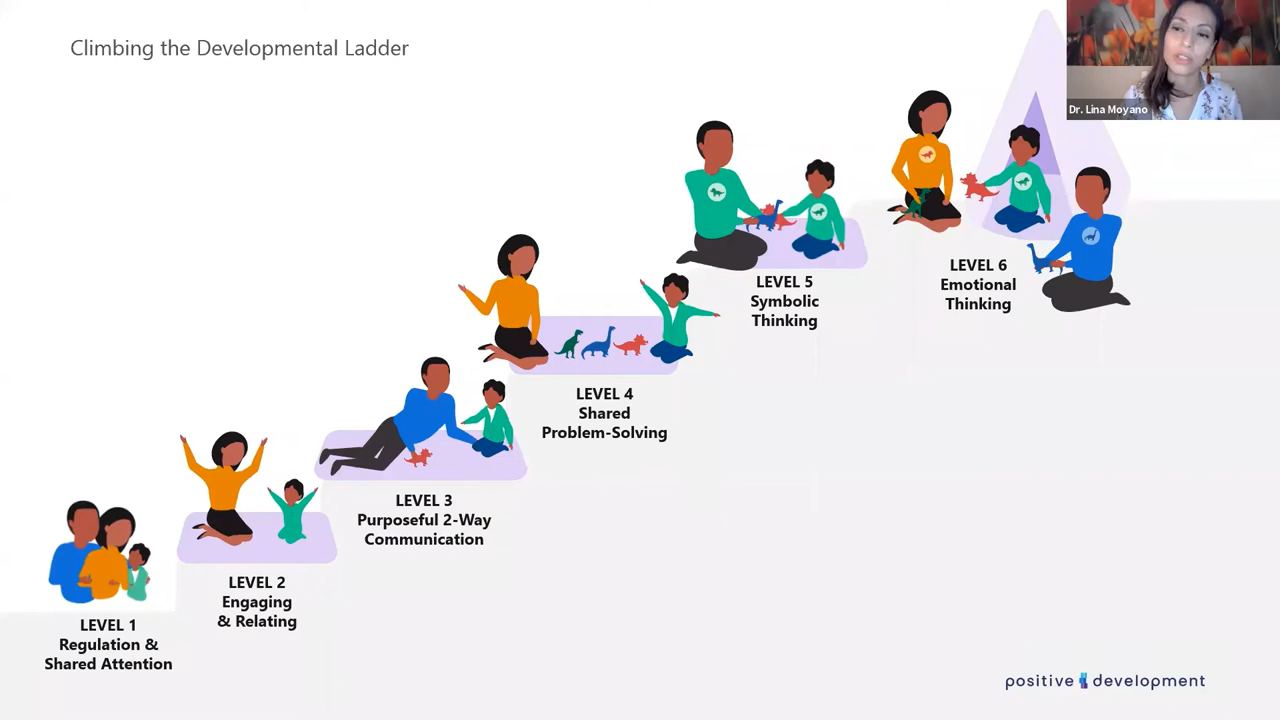 Climbing the Developmental Ladder
Dr. Lina Moyano
LEVEL 6
Emotional
Thinking
LEVEL 5
Symbolic
Thinking
LEVEL 4
Shared
Problem-Solving
LEVEL 3
Purposeful 2-Way
Communication
LEVEL 2
Engaging
& Relating
LEVEL 1
Regulation &
Shared Attention
positive development